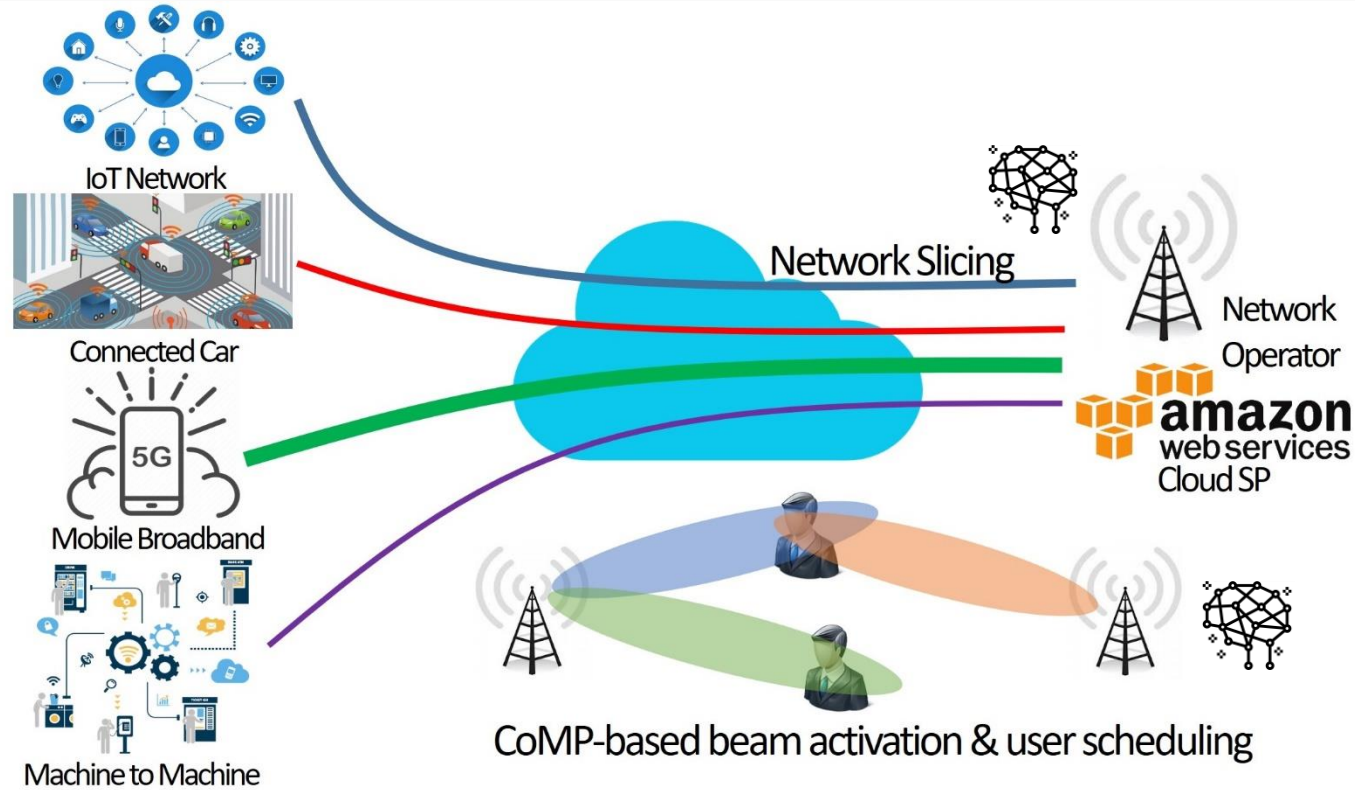 IoT Network
Connected Car
5G
Mobile Broadband
Machine to Machine
Network Slicing
Network
Operator
amazon
web services
Cloud SP
CoMP-based beam activation & user scheduling